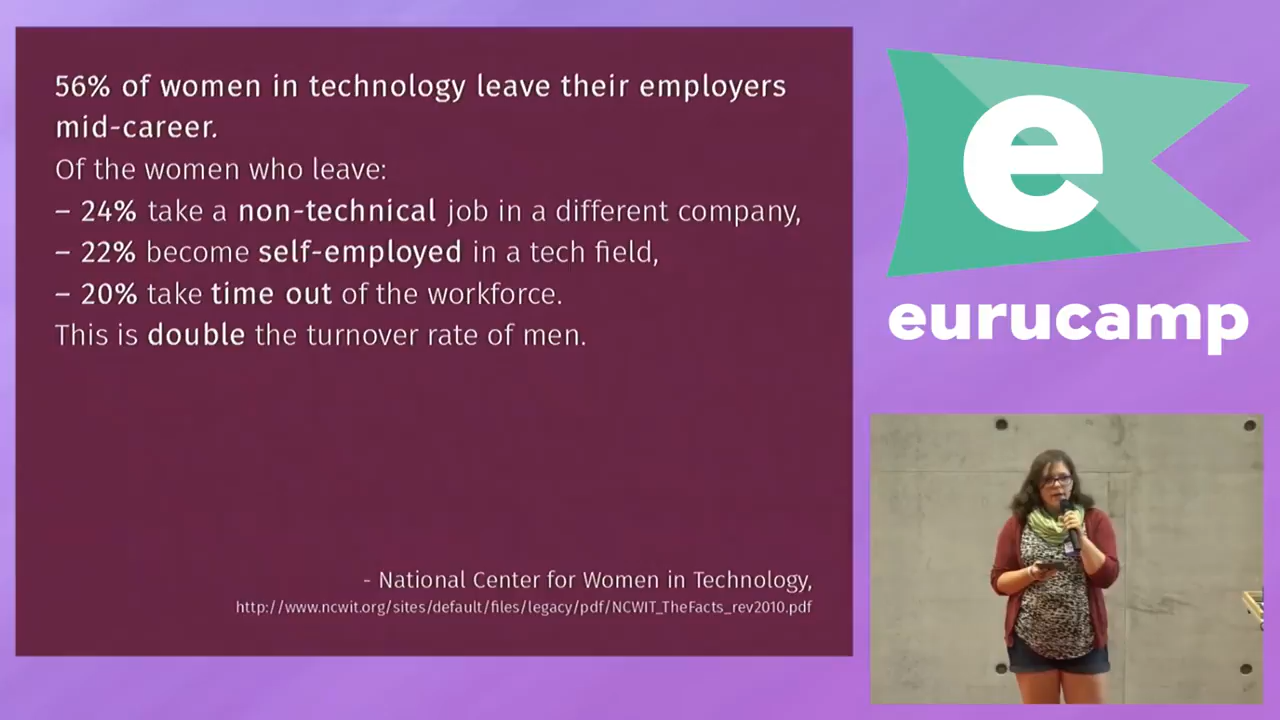 56% of women in technology leave their employers
mid-career.
Of the women who leave:
– 24% take a non-technical job in a different company,
– 22% become self-employed in a tech field,
– 20% take time out of the workforce.
This is double the turnover rate of men.
- National Center for Women in Technology,
http://www.ncwit.org/sites/default/files/legacy/pdf/NCWIT_TheFacts_rev2010.pdf
e
eurucamp